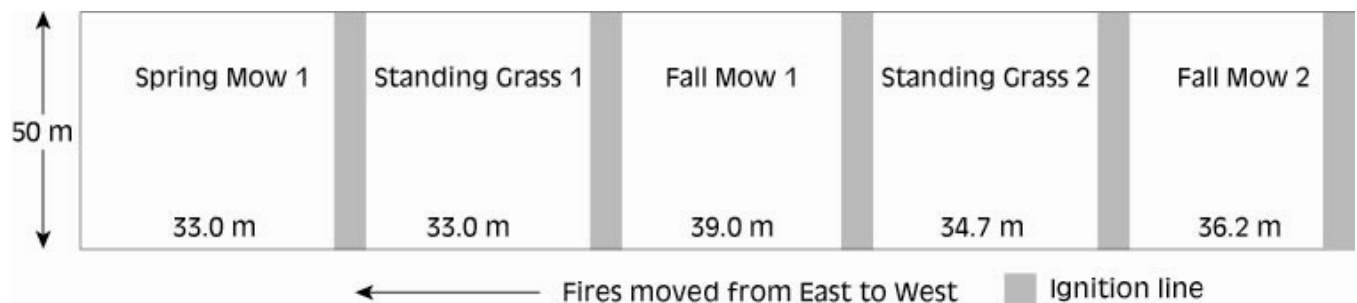 Spring Mow 1 Standing Grass 1 Fall Mow 1 Standing Grass 2 Fall Mow 2
50 m
33.0 m 33.0 m 39.0 m 34.7 m 36.2 m
Fires moved from East to West Ignition line